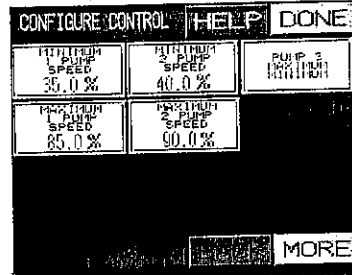 CONFIGURE CONTROL HELP DONE
MINIMUM
1 PUMP
SPEED
35.0 %
MINIMUM
2 PUMP
SPEED
40.0 %
PUMP 3
MAXIMUM
MINIMUM
MAXIMUM
1 PUMP
SPEED
85.0 %
MAXIMUM
2 PUMP
SPEED
90.0 %
MORE